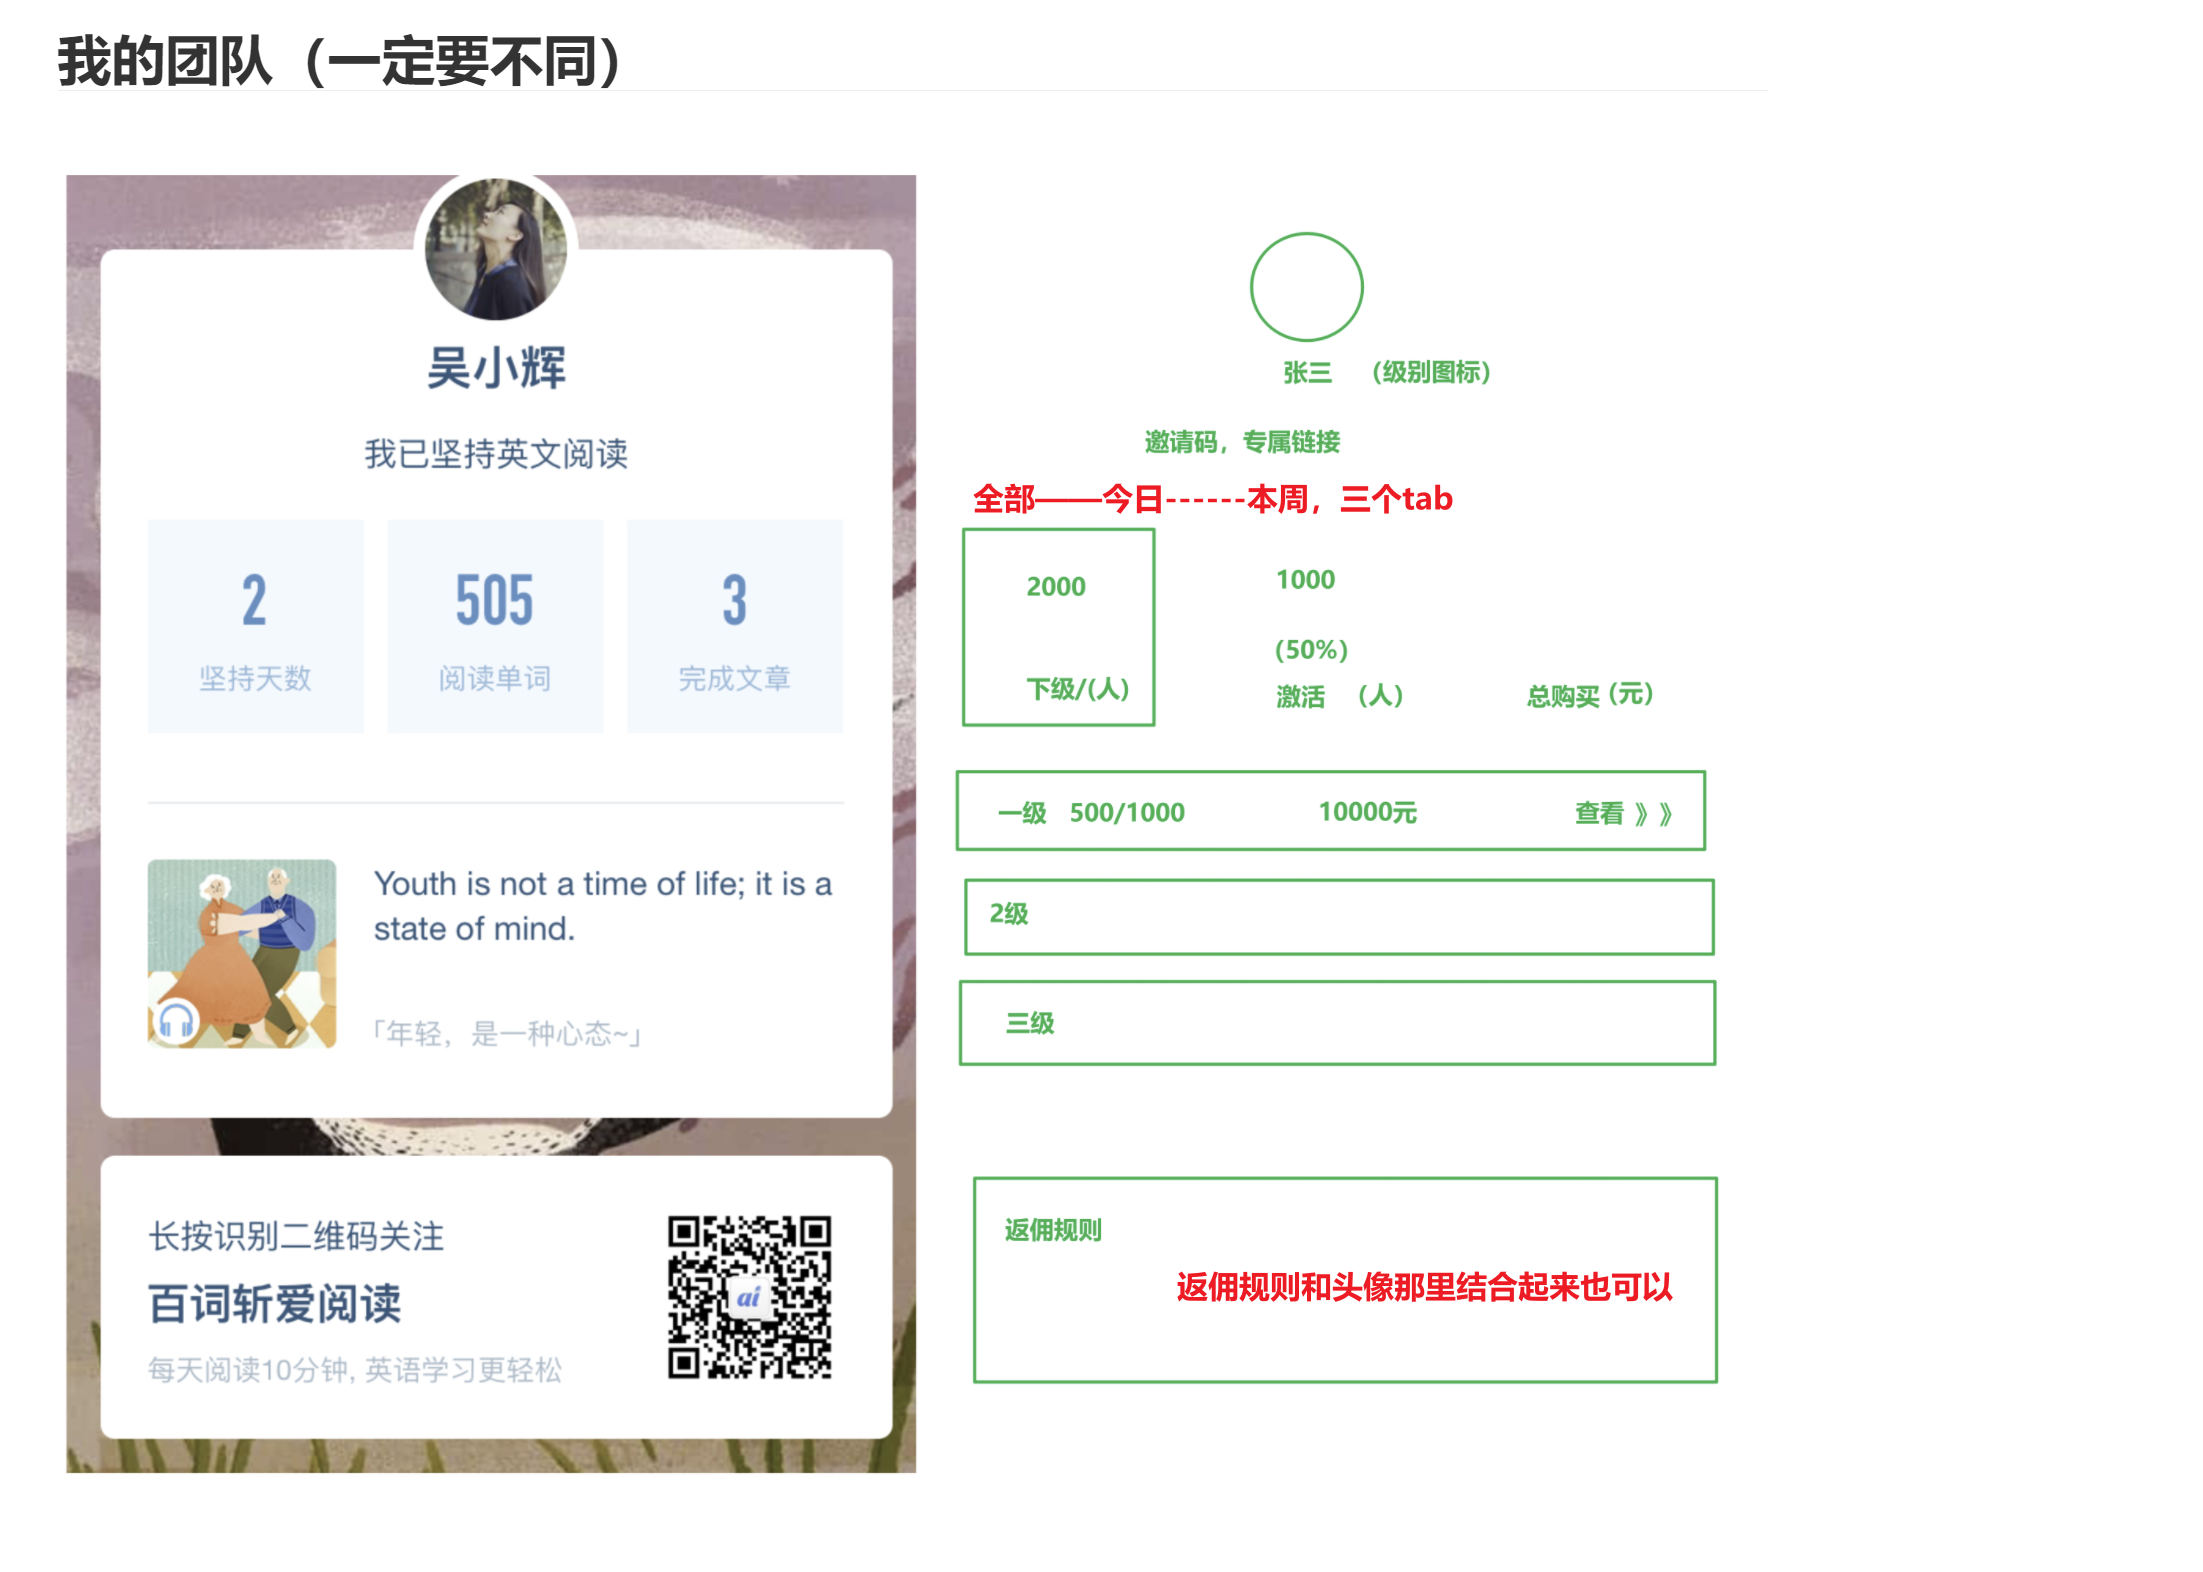 我的团队（一定要不同）
吴小辉
我已坚持英文阅读
2
505
3
坚持天数
阅读单词
完成文章
Youth is not a time of life; it is a
state of mind.
「年轻，是一种心态~」
长按识别二维码关注
百词斩爱阅读
每天阅读10分钟, 英语学习更轻松
ai
张三 （级别图标）
邀请码，专属链接
全部——今日------本周，三个tab
2000
下级/(人)
1000
(50%)
激活 （人）
总购买 (元)
一级 500/1000 10000元 查看 》》
2级
三级
返佣规则
返佣规则和头像那里结合起来也可以